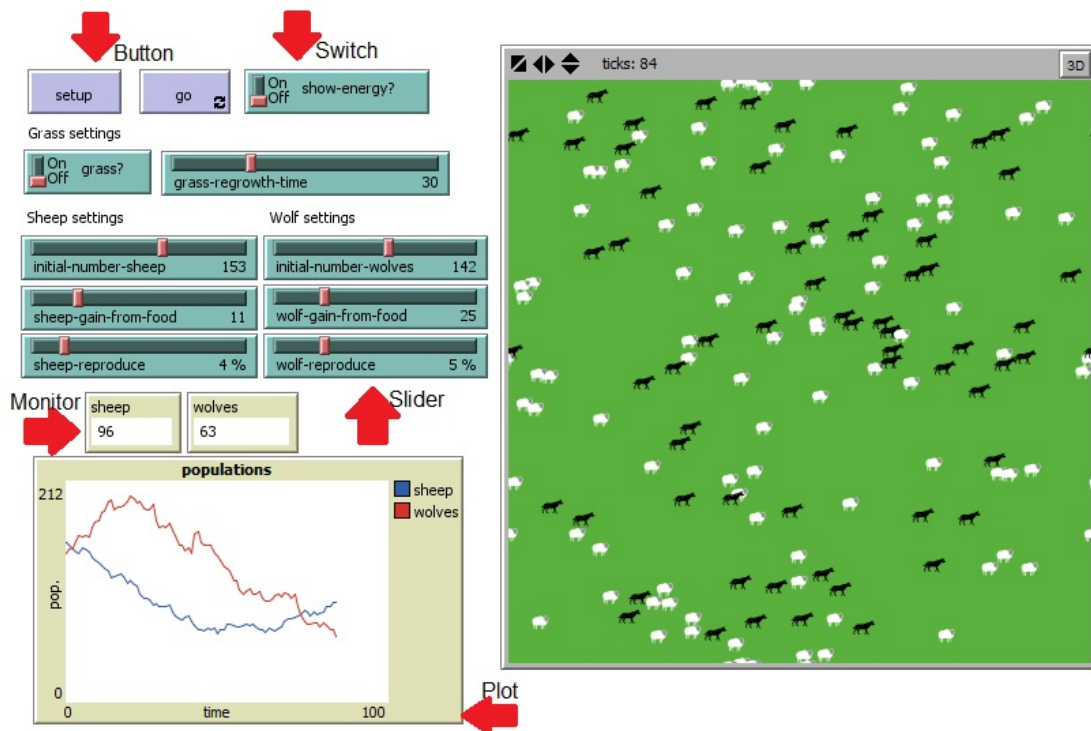 Button
Switch
setup
go
On
Off
show-energy?
Grass settings
On
Off
grass?
grass-regrowth-time 30
Sheep settings
Wolf settings
initial-number-sheep 153
initial-number-wolves 142
sheep-gain-from-food 11
wolf-gain-from-food 25
sheep-reproduce 4 %
wolf-reproduce 5 %
Monitor
sheep
96
wolves
63
Slider
populations
212
pop.
0
0
time
100
sheep
wolves
Plot
ticks: 84
3D